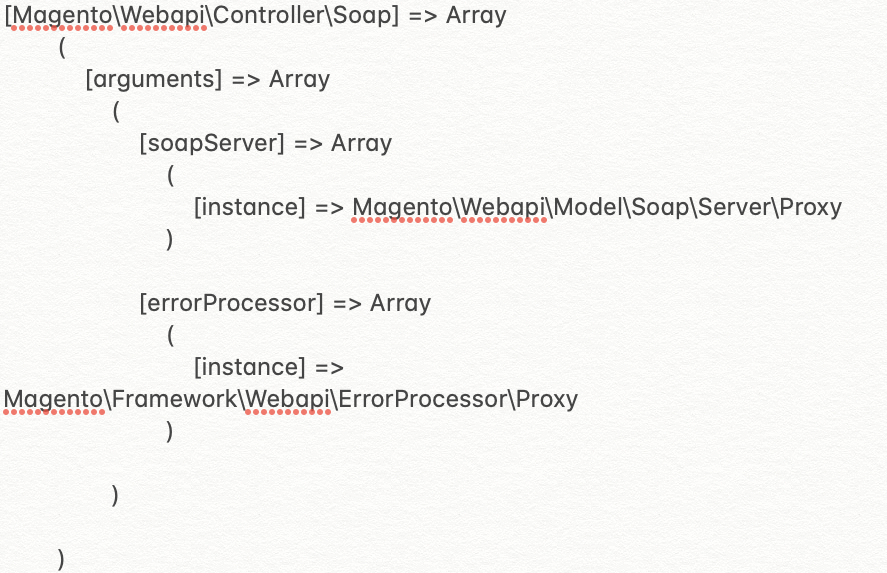 [Magento\Webapi\Controller\Soap] => Array
(
[arguments] => Array
(
[soapServer] => Array
(
[instance] => Magento\Webapi\Model\Soap\Server\Proxy
)
[errorProcessor] => Array
(
[instance] =>
Magento\Framework\Webapi\ErrorProcessor\Proxy
)
)
)